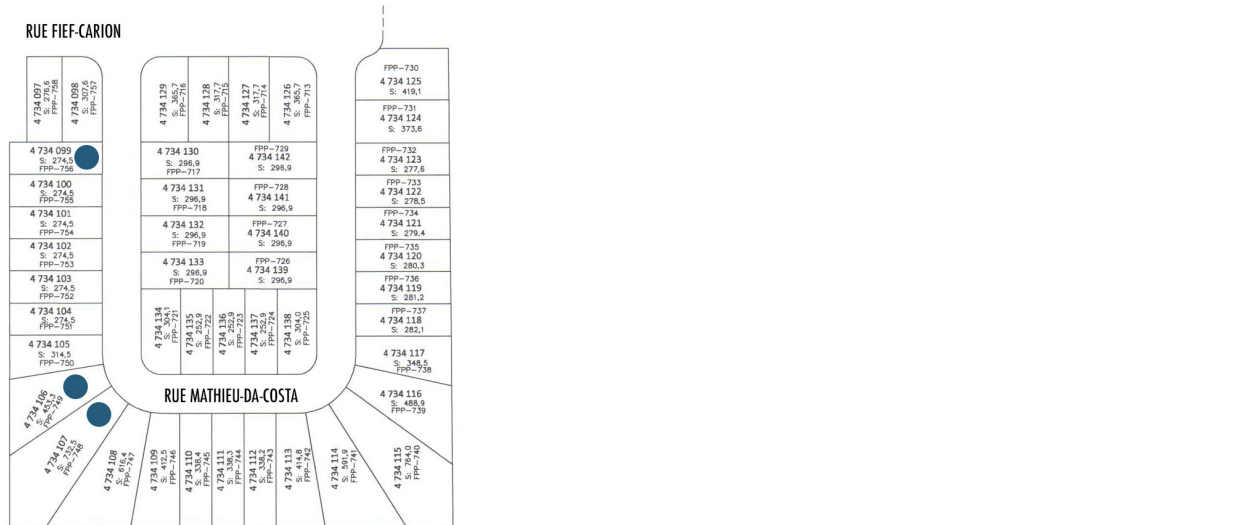 RUE FIEF-CARION
4 734 097
S: 276,6
FPP-758
4 734 098
S: 307,6
FPP-757
4 734 129
S: 365,7
FPP-716
4 734 128
S: 317,7
FPP-715
4 734 127
S: 317,7
FPP-714
4 734 126
S: 365,7
FPP-713
FPP-730
4 734 125
S: 419,1
FPP-731
4 734 124
S: 373,6
4 734 099
S: 274,5
FPP-756
4 734 130
S: 296,9
FPP-717
FPP-729
4 734 142
S: 296,9
FPP-732
4 734 123
S: 277,6
4 734 100
S: 274,5
FPP-755
4 734 131
S: 296,9
FPP-718
FPP-728
4 734 141
S: 296,9
FPP-733
4 734 122
S: 278,5
4 734 101
S: 274,5
FPP-754
4 734 132
S: 296,9
FPP-719
FPP-727
4 734 140
S: 296,9
FPP-734
4 734 121
S: 279,4
4 734 102
S: 274,5
FPP-753
4 734 133
S: 296,9
FPP-720
FPP-726
4 734 139
S: 296,9
FPP-735
4 734 120
S: 280,3
4 734 103
S: 274,5
FPP-752
FPP-736
4 734 119
S: 281,2
4 734 104
S: 274,5
FPP-751
4 734 134
S: 304,1
FPP-721
4 734 135
S: 252,9
FPP-722
4 734 136
S: 252,9
FPP-723
4 734 137
S: 252,9
FPP-724
4 734 138
S: 304,0
FPP-725
FPP-737
4 734 118
S: 282,1
4 734 105
S: 314,5
FPP-750
4 734 117
S: 348,5
FPP-738
RUE MATHIEU-DA-COSTA
4 734 106
S: 453,3
FPP-749
4 734 116
S: 488,9
FPP-739
4 734 107
S: 732,5
FPP-748
4 734 108
S: 616,4
FPP-747
4 734 109
S: 412,5
FPP-746
4 734 110
S: 338,4
FPP-745
4 734 111
S: 338,3
FPP-744
4 734 112
S: 338,2
FPP-743
4 734 113
S: 414,8
FPP-742
4 734 114
S: 591,9
FPP-741
4 734 115
S: 764,0
FPP-740